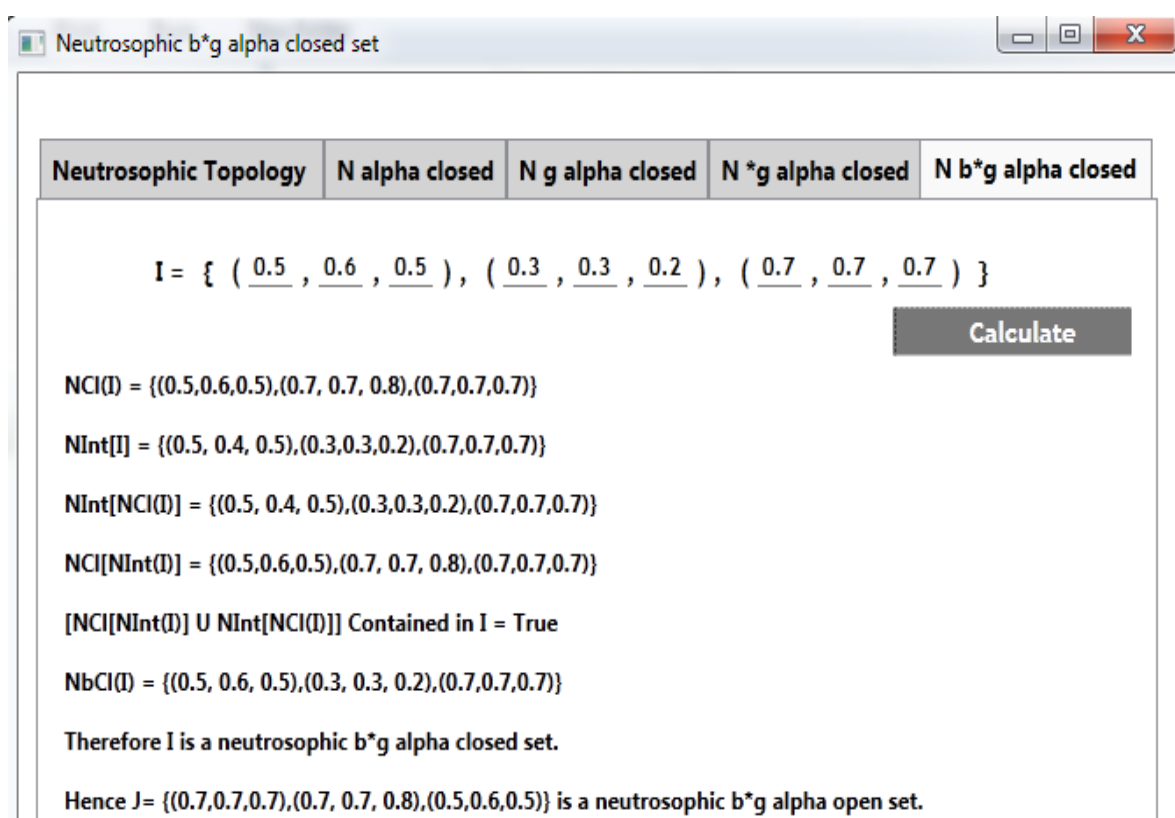 Neutrosophic b*g alpha closed set
Neutrosophic Topology N alpha closed N g alpha closed N *g alpha closed N b*g alpha closed
I = { ( 0.5 , 0.6 , 0.5 ), ( 0.3 , 0.3 , 0.2 ), ( 0.7 , 0.7 , 0.7 ) }
Calculate
NCl(I) = {(0.5,0.6,0.5),(0.7, 0.7, 0.8),(0.7,0.7,0.7)}
NInt[I] = {(0.5, 0.4, 0.5),(0.3,0.3,0.2),(0.7,0.7,0.7)}
NInt[NCl(I)] = {(0.5, 0.4, 0.5),(0.3,0.3,0.2),(0.7,0.7,0.7)}
NCl[NInt(I)] = {(0.5,0.6,0.5),(0.7, 0.7, 0.8),(0.7,0.7,0.7)}
[NCl[NInt(I)] U NInt[NCl(I)]] Contained in I = True
NbCl(I) = {(0.5, 0.6, 0.5),(0.3, 0.3, 0.2),(0.7,0.7,0.7)}
Therefore I is a neutrosophic b*g alpha closed set.
Hence J= {(0.7,0.7,0.7),(0.7, 0.7, 0.8),(0.5,0.6,0.5)} is a neutrosophic b*g alpha open set.